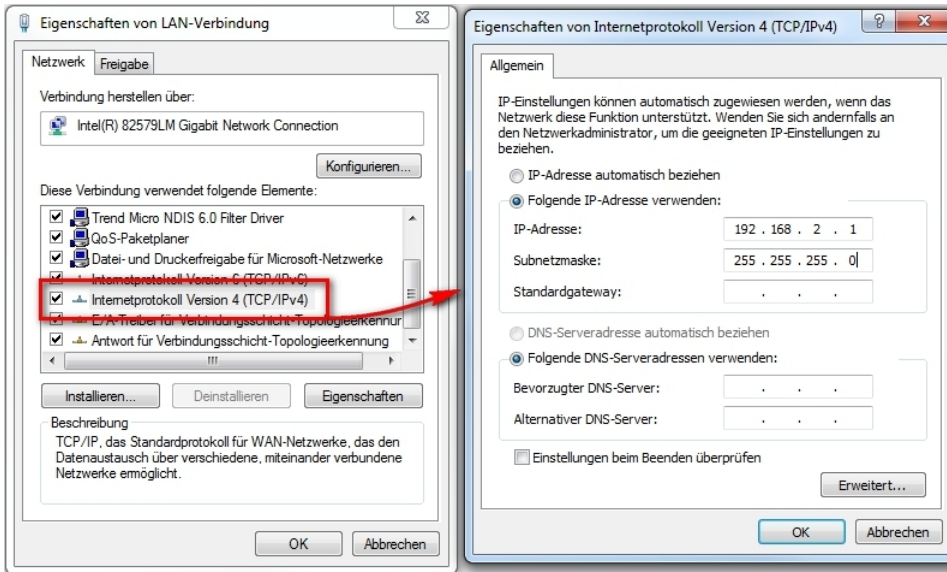 Eigenschaften von LAN-Verbindung
Netzwerk
Freigabe
Verbindung herstellen über:
Intel(R) 82579LM Gigabit Network Connection
Konfigurieren...
Diese Verbindung verwendet folgende Elemente:
Trend Micro NDIS 6.0 Filter Driver
QoS-Paketplaner
Datei- und Druckerfreigabe für Microsoft-Netzwerke
Internetprotokoll Version 6 (TCP/IPv6)
Internetprotokoll Version 4 (TCP/IPv4)
E/A-Treiber für Verbindungsschicht-Topologieerkennur
Antwort für Verbindungsschicht-Topologieerkennung
Installieren...
Deinstallieren
Eigenschaften
Beschreibung
TCP/IP, das Standardprotokoll für WAN-Netzwerke, das den
Datenaustausch über verschiedene, miteinander verbundene
Netzwerke ermöglicht.
OK
Abbrechen
Eigenschaften von Internetprotokoll Version 4 (TCP/IPv4)
Allgemein
IP-Einstellungen können automatisch zugewiesen werden, wenn das
Netzwerk diese Funktion unterstützt. Wenden Sie sich andernfalls an
den Netzwerkadministrator, um die geeigneten IP-Einstellungen zu
beziehen.
IP-Adresse automatisch beziehen
Folgende IP-Adresse verwenden:
IP-Adresse: 192 . 168 . 2 . 1
Subnetzmaske: 255 . 255 . 255 . 0
Standardgateway: . . .
DNS-Serveradresse automatisch beziehen
Folgende DNS-Serveradressen verwenden:
Bevorzugter DNS-Server: . . .
Alternativer DNS-Server: . . .
Einstellungen beim Beenden überprüfen
Erweitert...
OK
Abbrechen